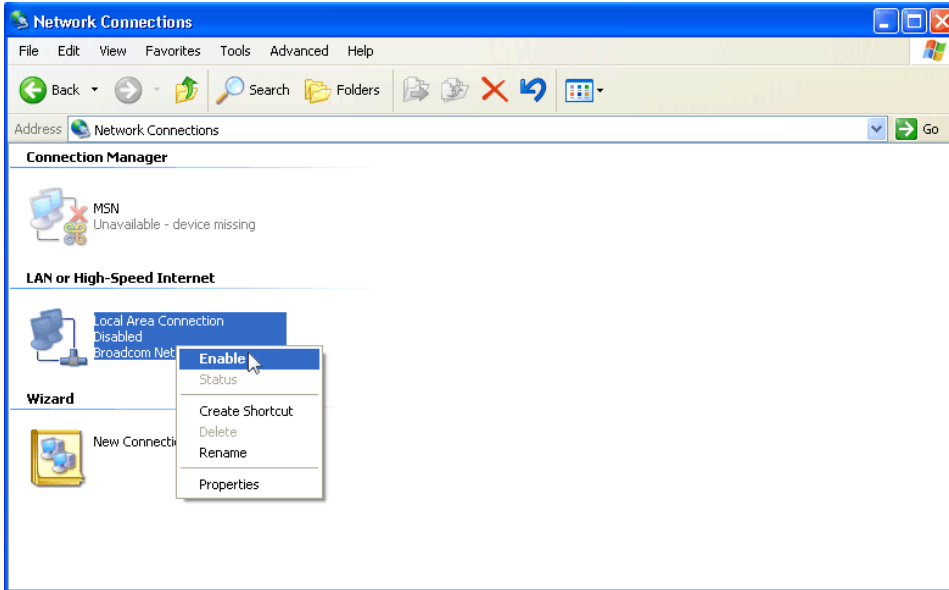 Network Connections
File Edit View Favorites Tools Advanced Help
Back Search Folders
Address Network Connections Go
Connection Manager
MSN
Unavailable - device missing
LAN or High-Speed Internet
Local Area Connection
Disabled
Broadcom Net
Enable
Status
Wizard
Create Shortcut
Delete
New Connecti
Rename
Properties